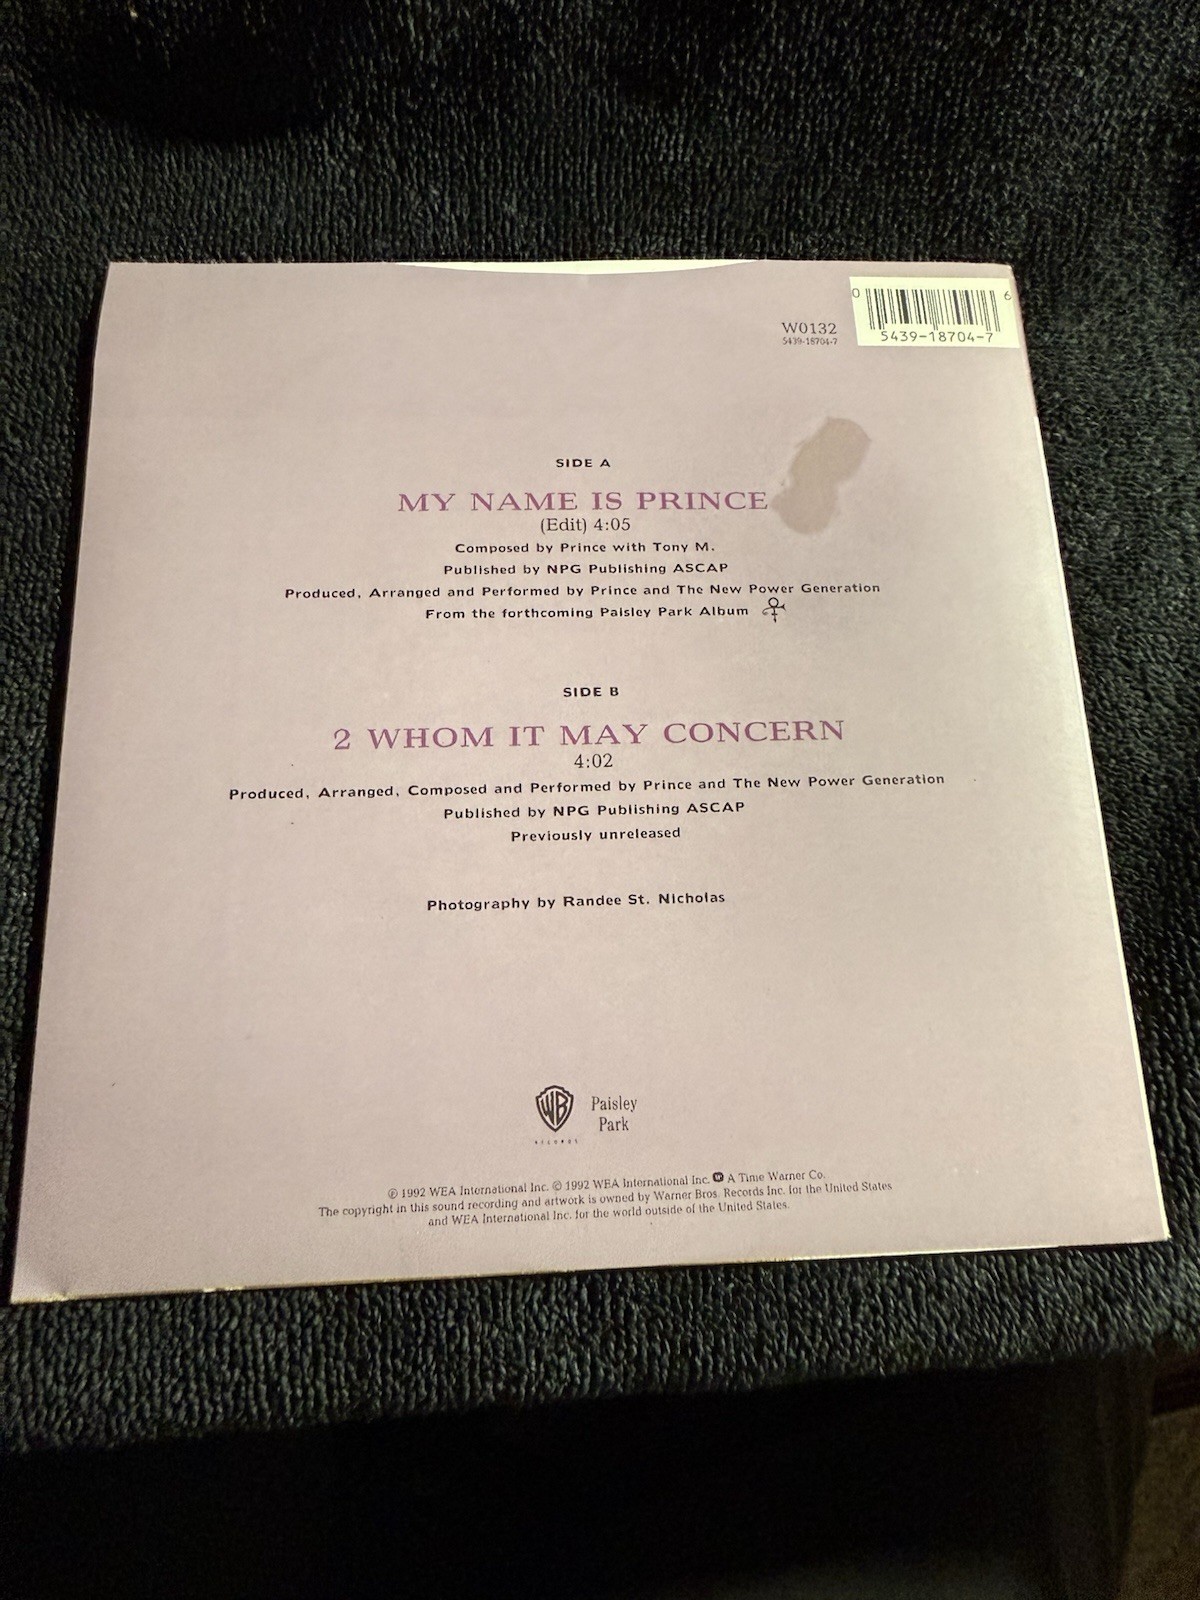 0 6
5439-18704-7
W0132
5439-18704-7
SIDE A
MY NAME IS PRINCE
(Edit) 4:05
Composed by Prince with Tony M.
Published by NPG Publishing ASCAP
Produced, Arranged and Performed by Prince and The New Power Generation
From the forthcoming Paisley Park Album
SIDE B
2 WHOM IT MAY CONCERN
4:02
Produced, Arranged, Composed and Performed by Prince and The New Power Generation
Published by NPG Publishing ASCAP
Previously unreleased
Photography by Randee St. Nicholas
WB
RECORDS
Paisley
Park
℗ 1992 WEA International Inc. © 1992 WEA International Inc. A Time Warner Co.
The copyright in this sound recording and artwork is owned by Warner Bros. Records Inc. for the United States
and WEA International Inc. for the world outside of the United States.